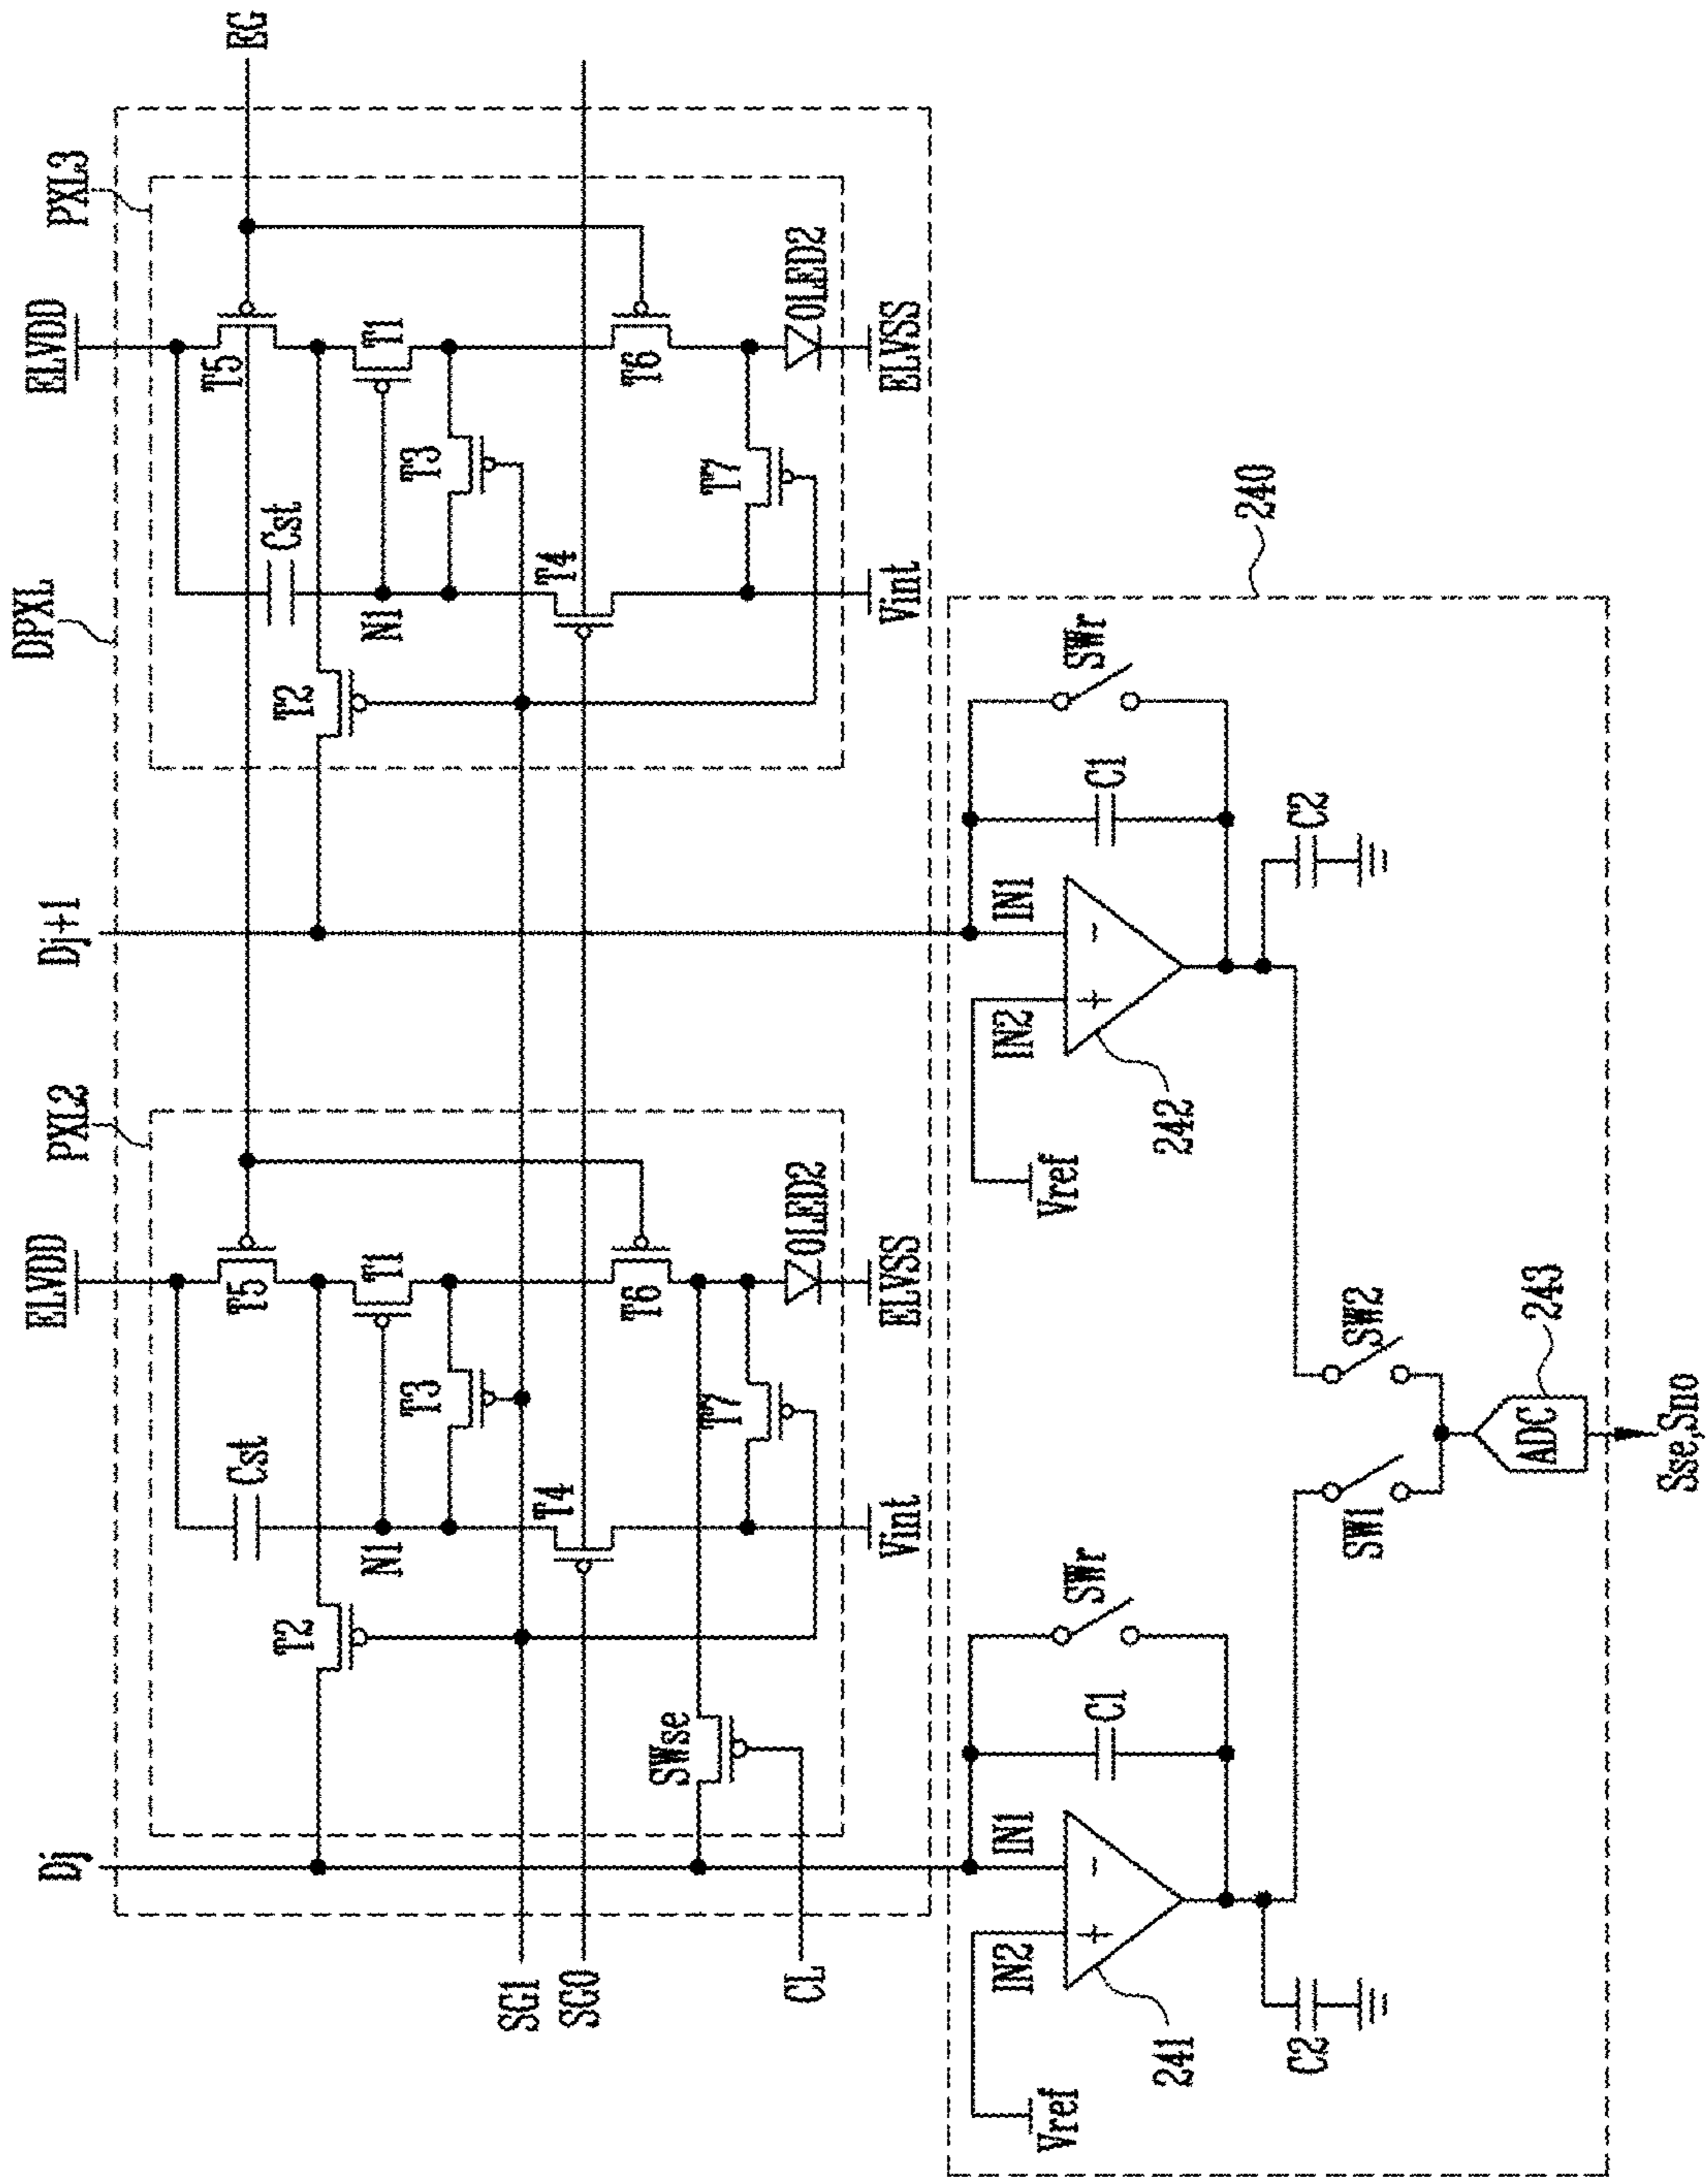 DPXL
PXL2
PXL3
Dj
ELVDD
Dj+1
ELVDD
EG
T5
Cst
T2
T1
N1
T3
T4
T6
SWse
T7
OLED2
Vint
ELVSS
T5
Cst
T2
T1
N1
T3
T4
T6
T7
OLED2
Vint
ELVSS
SG1
SG0
CL
240
Vref
IN2
IN1
+
-
241
C1
SWr
C2
Vref
IN2
IN1
+
-
242
C1
SWr
C2
SW1
SW2
ADC
243
Sse,Sno